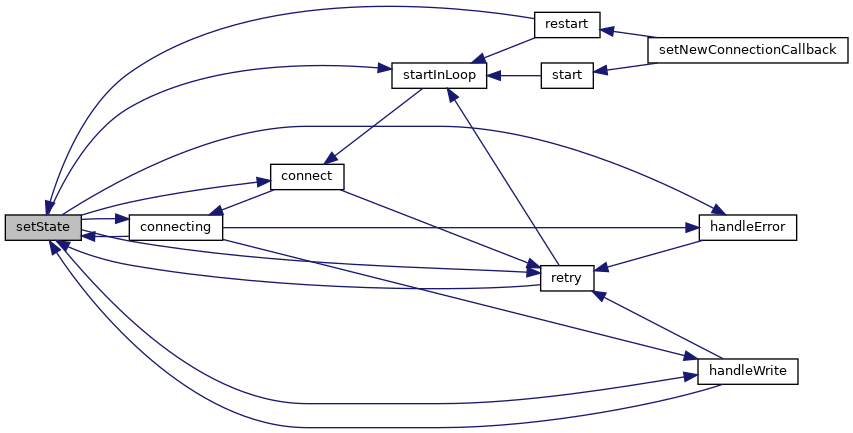 restart
setNewConnectionCallback
startInLoop
start
connect
setState
connecting
handleError
retry
handleWrite